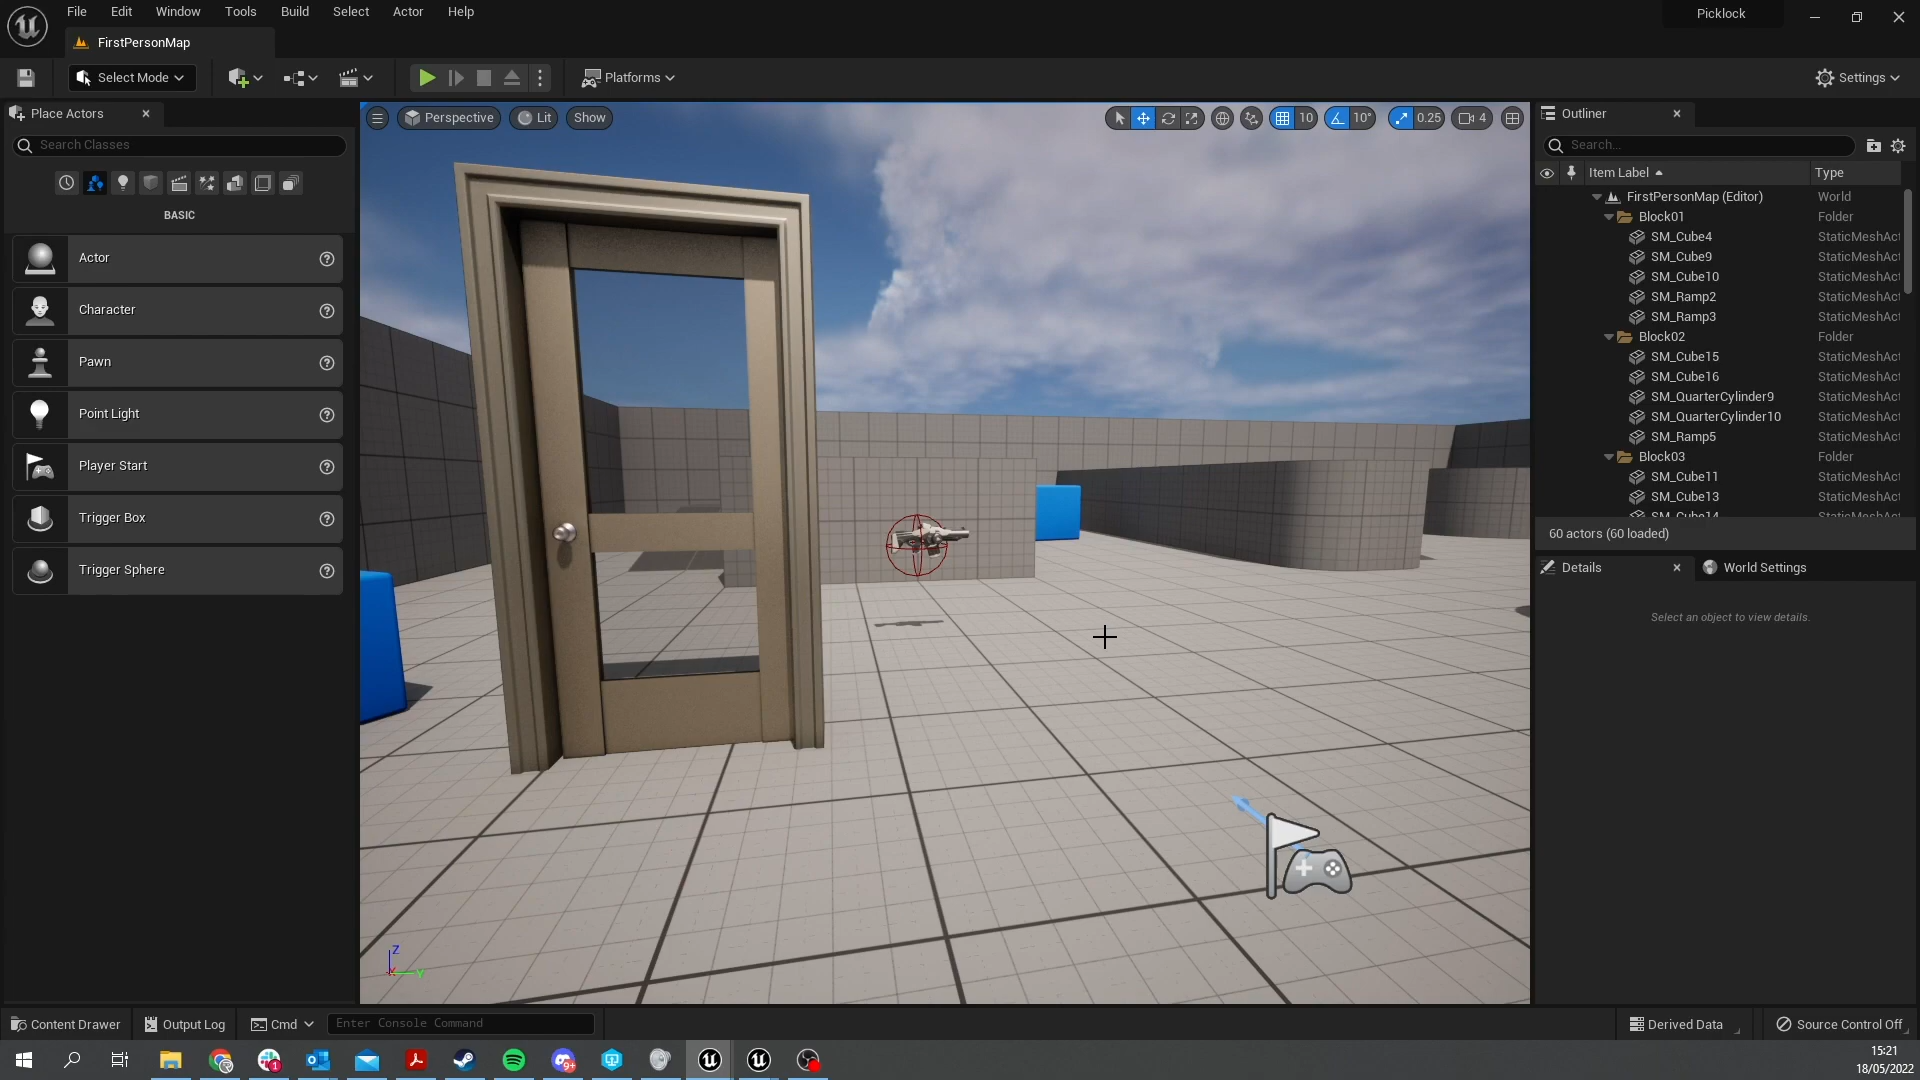 File Edit Window Tools Build Select Actor Help
Picklock
FirstPersonMap
Select Mode
Platforms
Settings
Place Actors
Search Classes
BASIC
Actor
Character
Pawn
Point Light
Player Start
Trigger Box
Trigger Sphere
Perspective Lit Show
10 10° 0.25 4
Outliner
Search...
Item Label Type
FirstPersonMap (Editor) World
Block01 Folder
SM_Cube4 StaticMeshAct
SM_Cube9 StaticMeshAct
SM_Cube10 StaticMeshAct
SM_Ramp2 StaticMeshAct
SM_Ramp3 StaticMeshAct
Block02 Folder
SM_Cube15 StaticMeshAct
SM_Cube16 StaticMeshAct
SM_QuarterCylinder9 StaticMeshAct
SM_QuarterCylinder10 StaticMeshAct
SM_Ramp5 StaticMeshAct
Block03 Folder
SM_Cube11 StaticMeshAct
SM_Cube13 StaticMeshAct
SM_Cube14 StaticMeshAct
60 actors (60 loaded)
Details World Settings
Select an object to view details.
Z
X Y
Content Drawer Output Log Cmd Enter Console Command
Derived Data Source Control Off
1 9+
15:21
18/05/2022